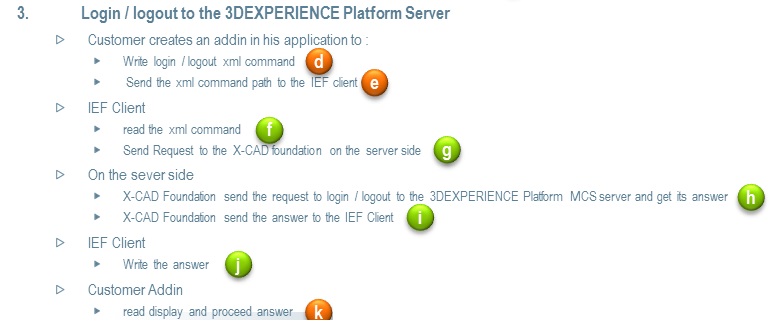 3. Login / logout to the 3DEXPERIENCE Platform Server
Customer creates an addin in his application to :
Write login / logout xml command d
Send the xml command path to the IEF client e
IEF Client
read the xml command f
Send Request to the X-CAD foundation on the server side g
On the sever side
X-CAD Foundation send the request to login / logout to the 3DEXPERIENCE Platform MCS server and get its answer h
X-CAD Foundation send the answer to the IEF Client i
IEF Client
Write the answer j
Customer Addin
read display and proceed answer k